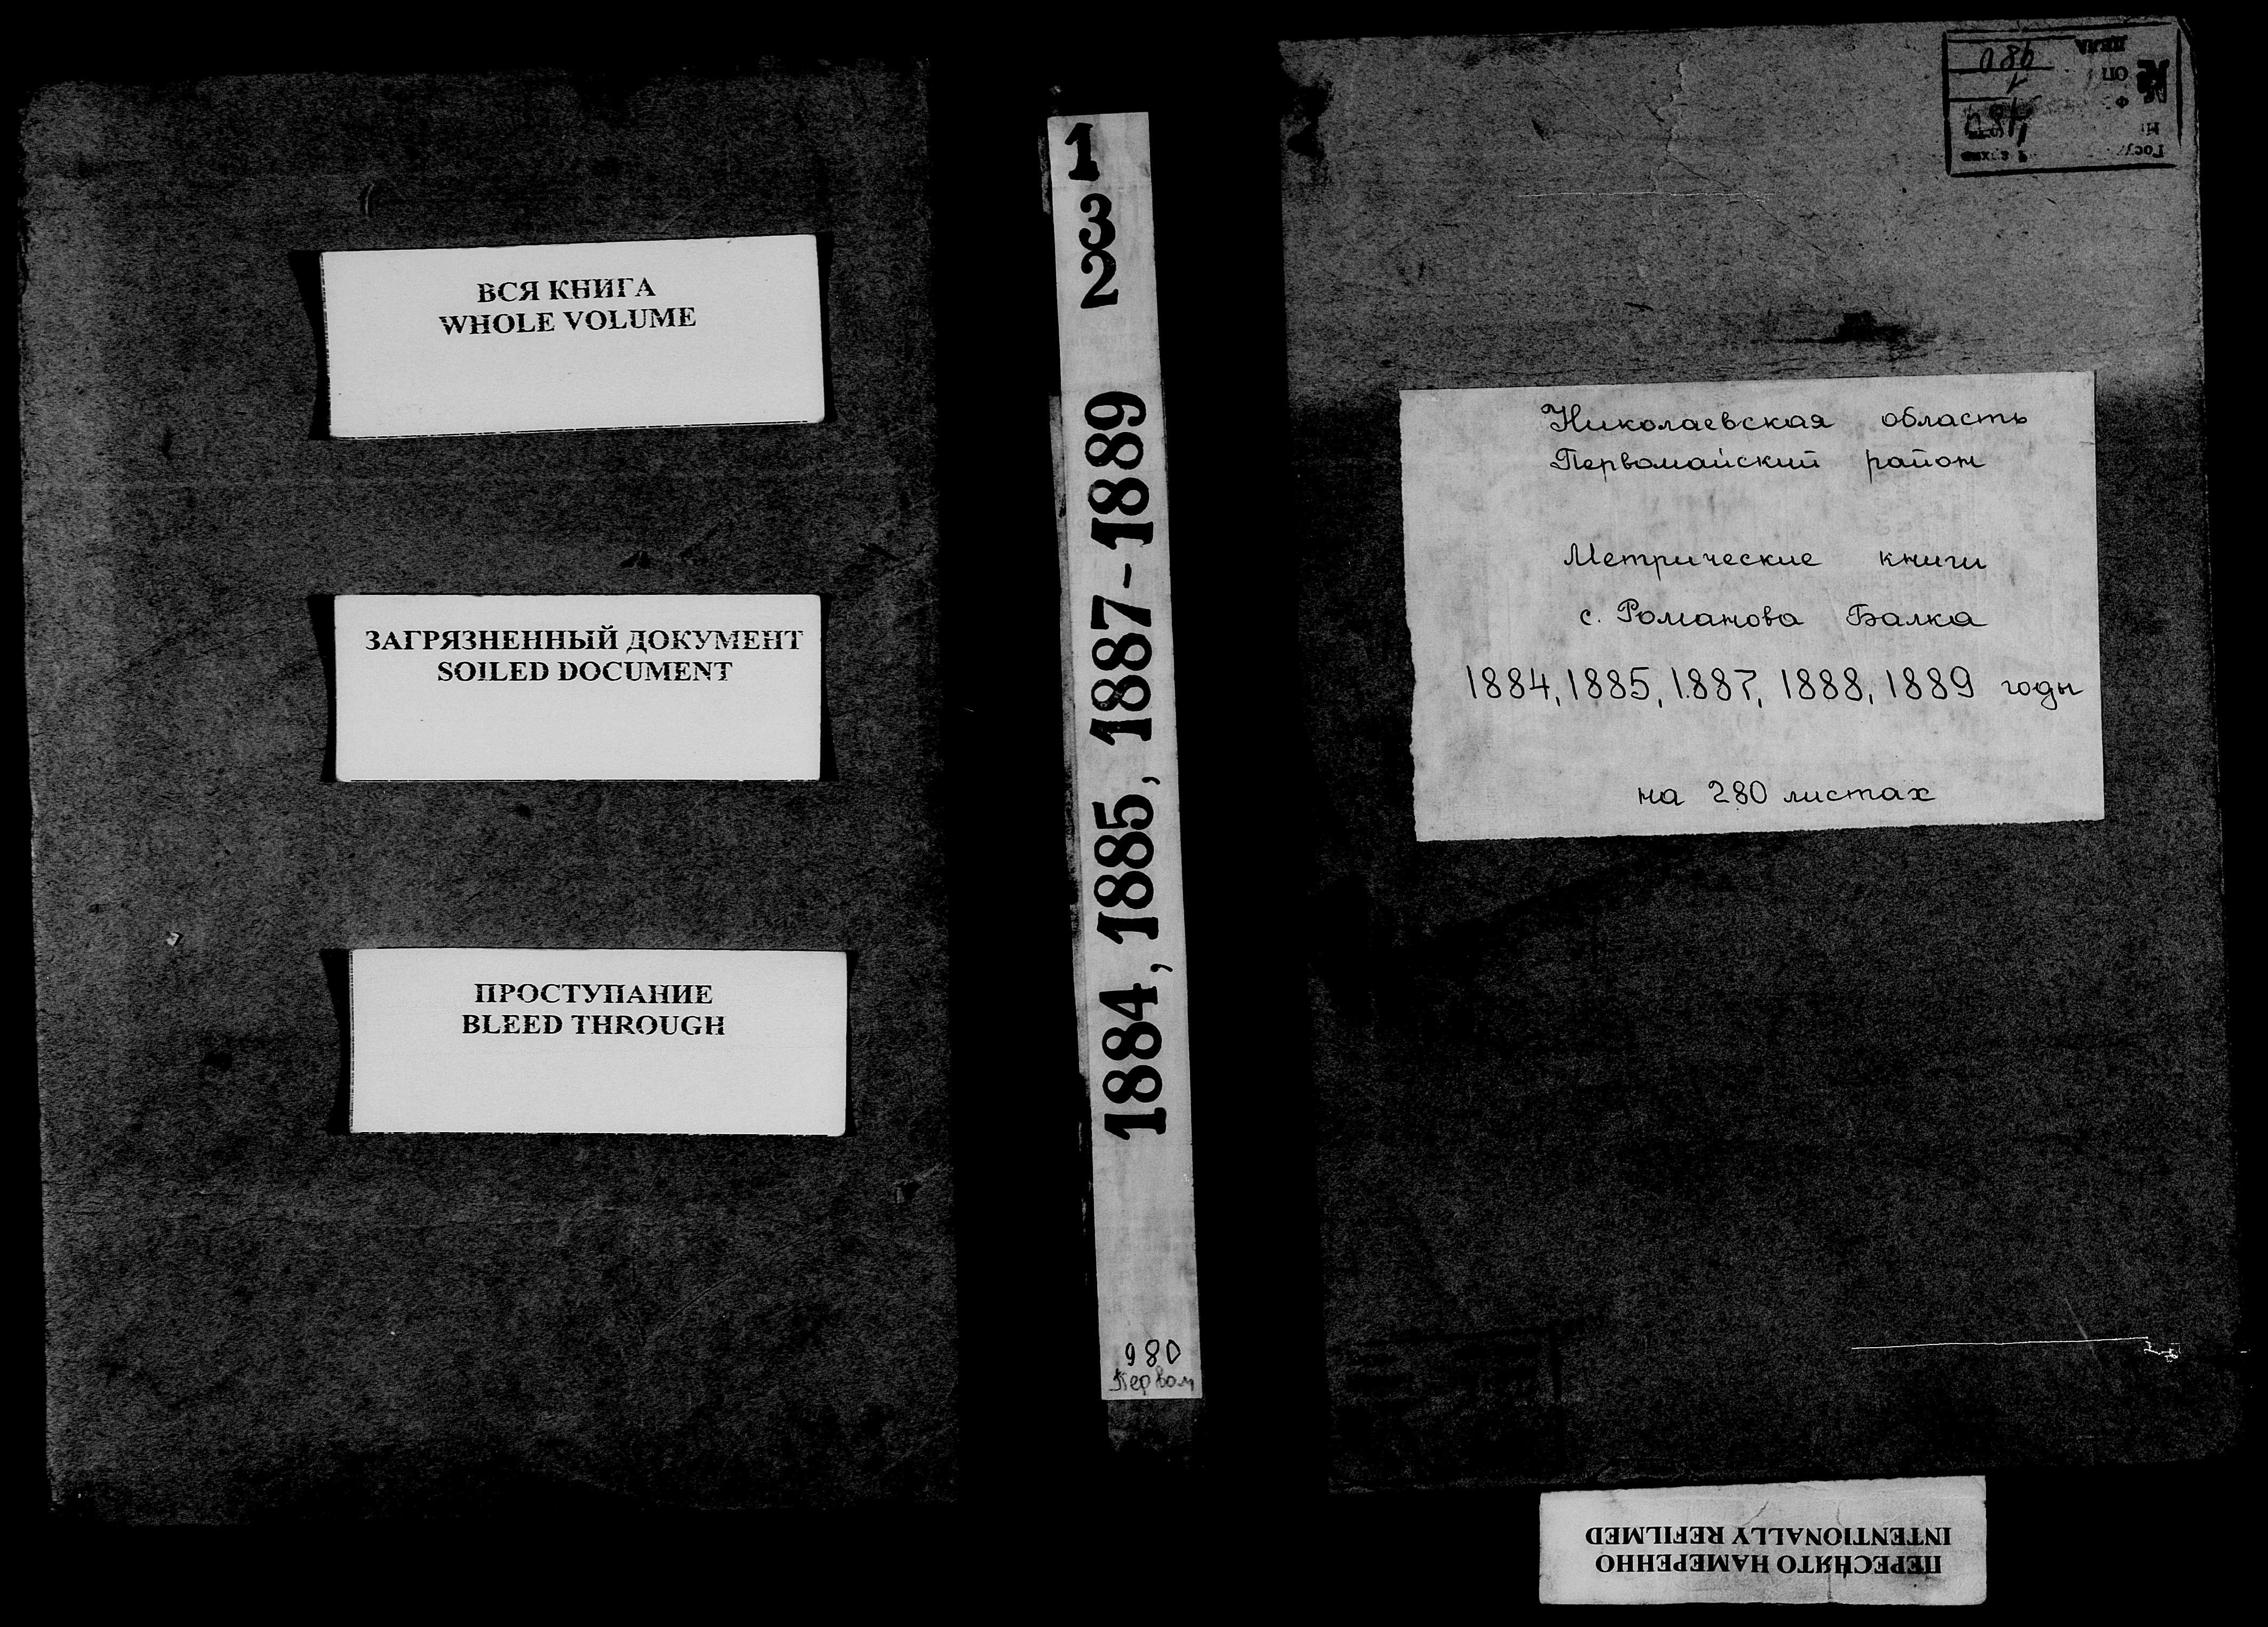 ВСЯ КНИГА
WHOLE VOLUME
ЗАГРЯЗНЕННЫЙ ДОКУМЕНТ
SOILED DOCUMENT
ПРОСТУПАНИЕ
BLEED THROUGH
1
3
2
1884, 1885, 1887-1889
980
Первом
Николаевская область
Первомайский район
Метрические книги
с. Романова Балка
1884, 1885, 1887, 1888, 1889 годы
на 280 листах
ПЕРЕСНЯТО НАМЕРЕННО
INTENTIONALLY REFILMED